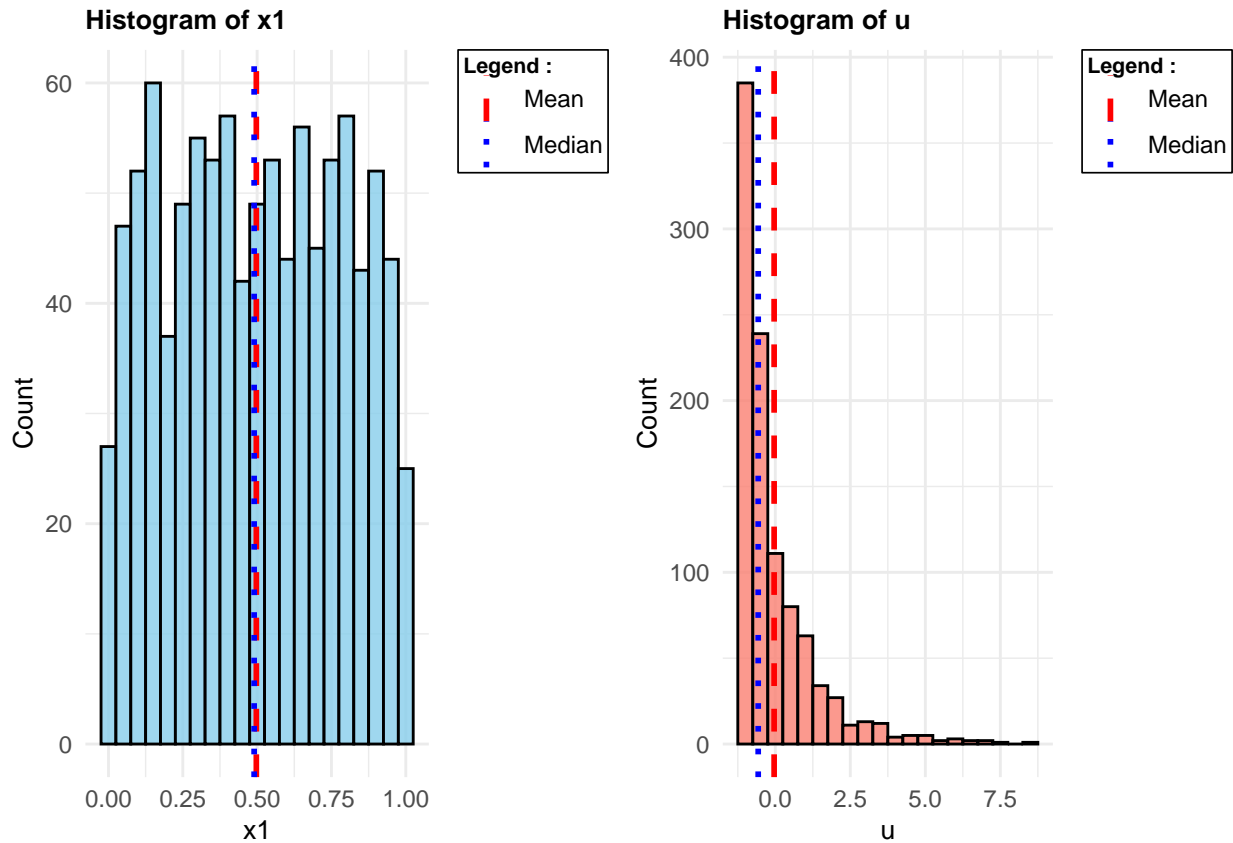 Histogram of x1
60
40
20
0
Count
0.00 0.25 0.50 0.75 1.00
x1
Legend :
Mean
Median
Histogram of u
400
300
200
100
0
Count
0.0 2.5 5.0 7.5
u
Legend :
Mean
Median